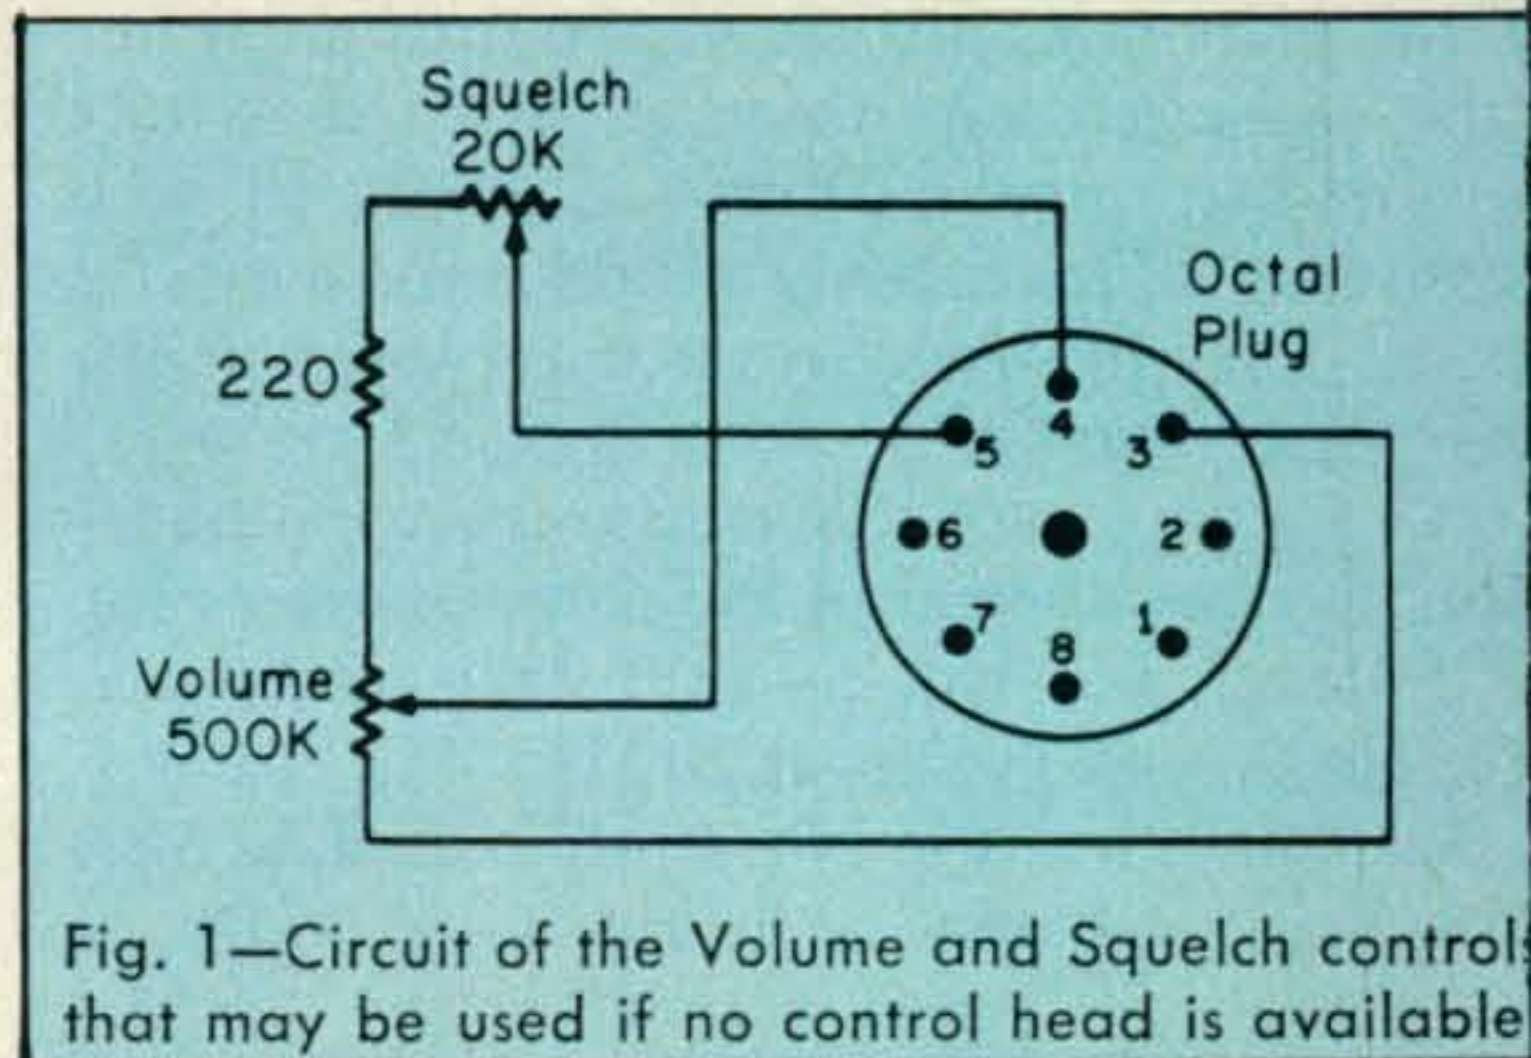 Squelch
20K
Octal
Plug
220
4
5
3
6
2
7
1
8
Volume
500K
Fig. 1—Circuit of the Volume and Squelch controls
that may be used if no control head is available